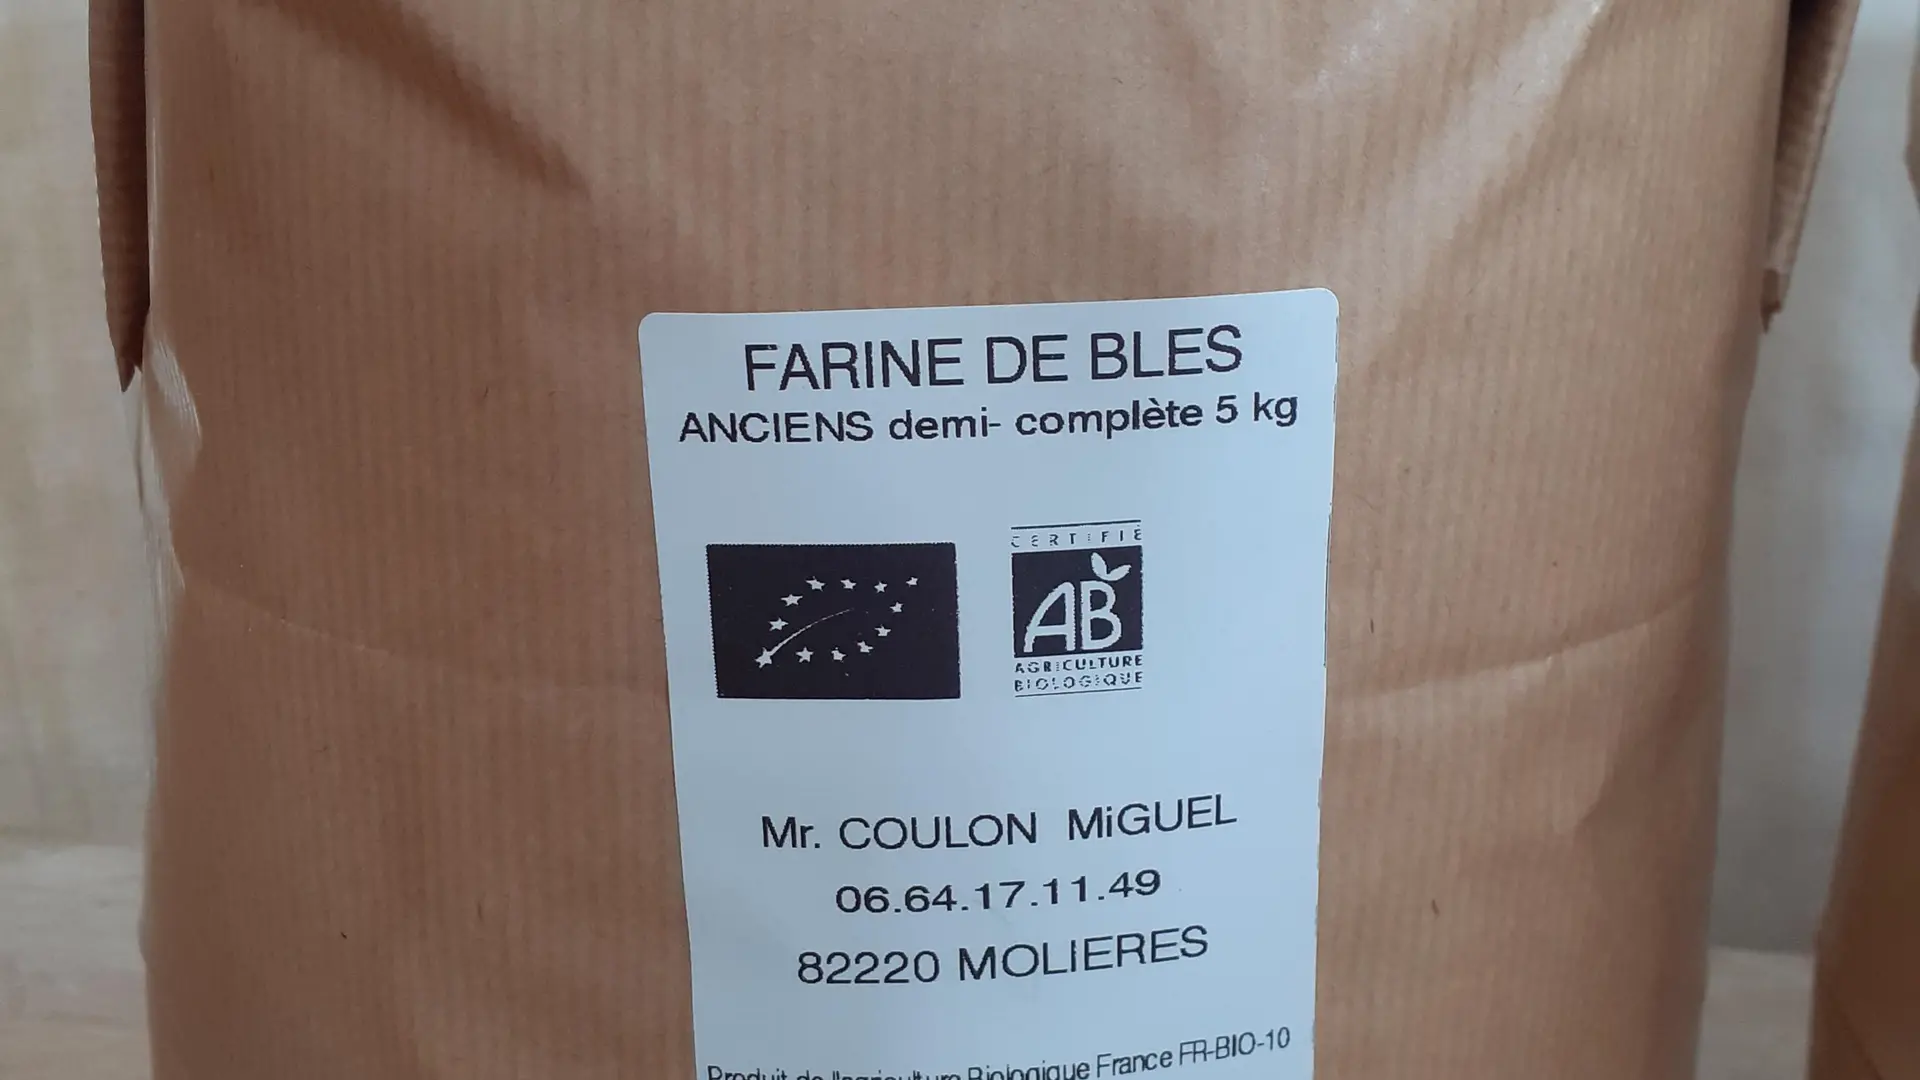 FARINE DE BLES
ANCIENS demi- complète 5 kg
CERTIFIÉ
AB
AGRICULTURE
BIOLOGIQUE
Mr. COULON MiGUEL
06.64.17.11.49
82220 MOLIERES
Produit de l'agriculture Biologique France FR-BIO-10